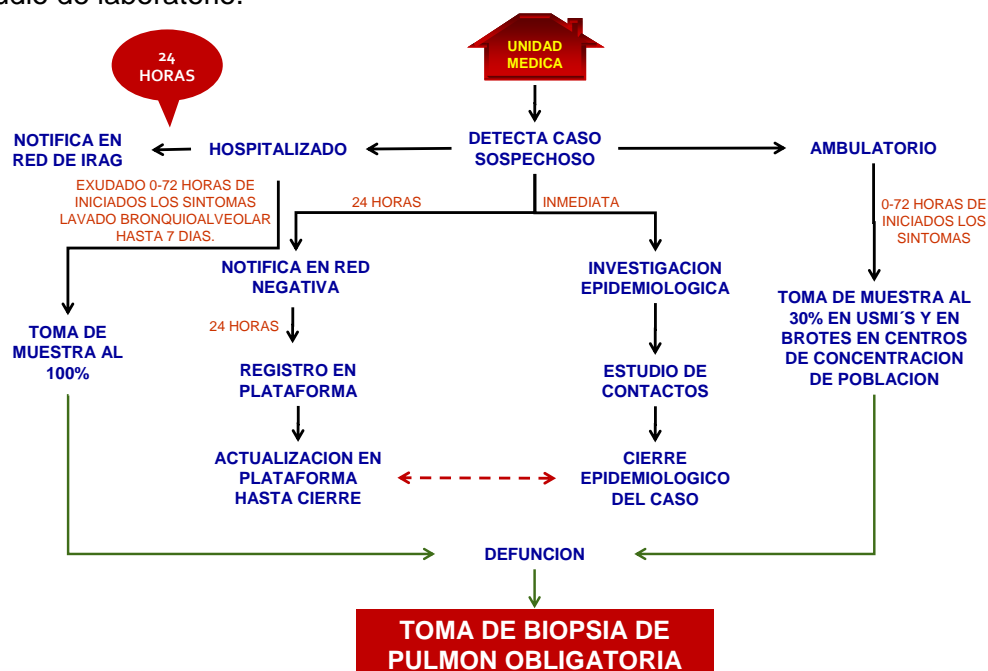 udio de laboratorio.
24
HORAS
UNIDAD
MEDICA
NOTIFICA EN
RED DE IRAG
HOSPITALIZADO
DETECTA CASO
SOSPECHOSO
AMBULATORIO
EXUDADO 0-72 HORAS DE
INICIADOS LOS SINTOMAS
LAVADO BRONQUIOALVEOLAR
HASTA 7 DIAS.
24 HORAS
INMEDIATA
0-72 HORAS DE
INICIADOS LOS
SINTOMAS
NOTIFICA EN RED
NEGATIVA
INVESTIGACION
EPIDEMIOLOGICA
TOMA DE
MUESTRA AL
100%
24 HORAS
TOMA DE MUESTRA AL
30% EN USMI´S Y EN
BROTES EN CENTROS
DE CONCENTRACION
DE POBLACION
REGISTRO EN
PLATAFORMA
ESTUDIO DE
CONTACTOS
ACTUALIZACION EN
PLATAFORMA
HASTA CIERRE
CIERRE
EPIDEMIOLOGICO
DEL CASO
DEFUNCION
TOMA DE BIOPSIA DE
PULMON OBLIGATORIA